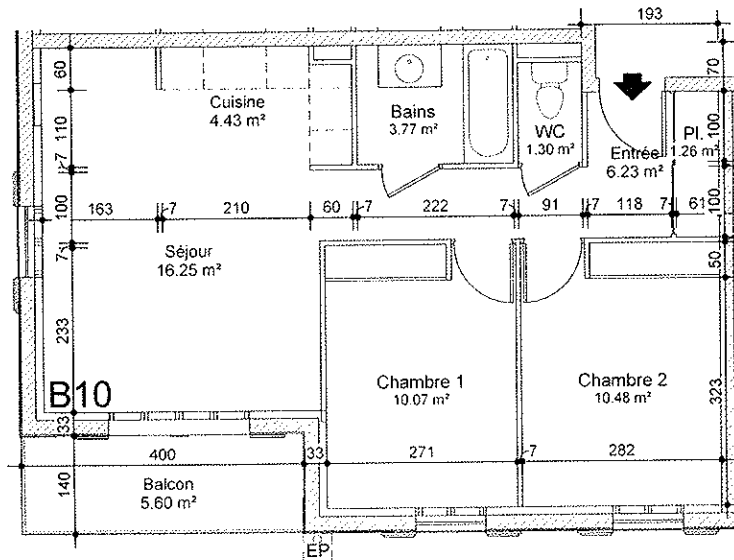 193
60
70
Cuisine
4.43 m²
Bains
3.77 m²
WC
1.30 m²
Entrée
6.23 m²
Pl.
1.26 m²
110
100
7
163
7
210
60
7
222
7
91
7
118
7
61
100
100
7
Séjour
16.25 m²
50
233
Chambre 1
10.07 m²
Chambre 2
10.48 m²
323
B10
33
400
33
271
7
282
140
Balcon
5.60 m²
EP